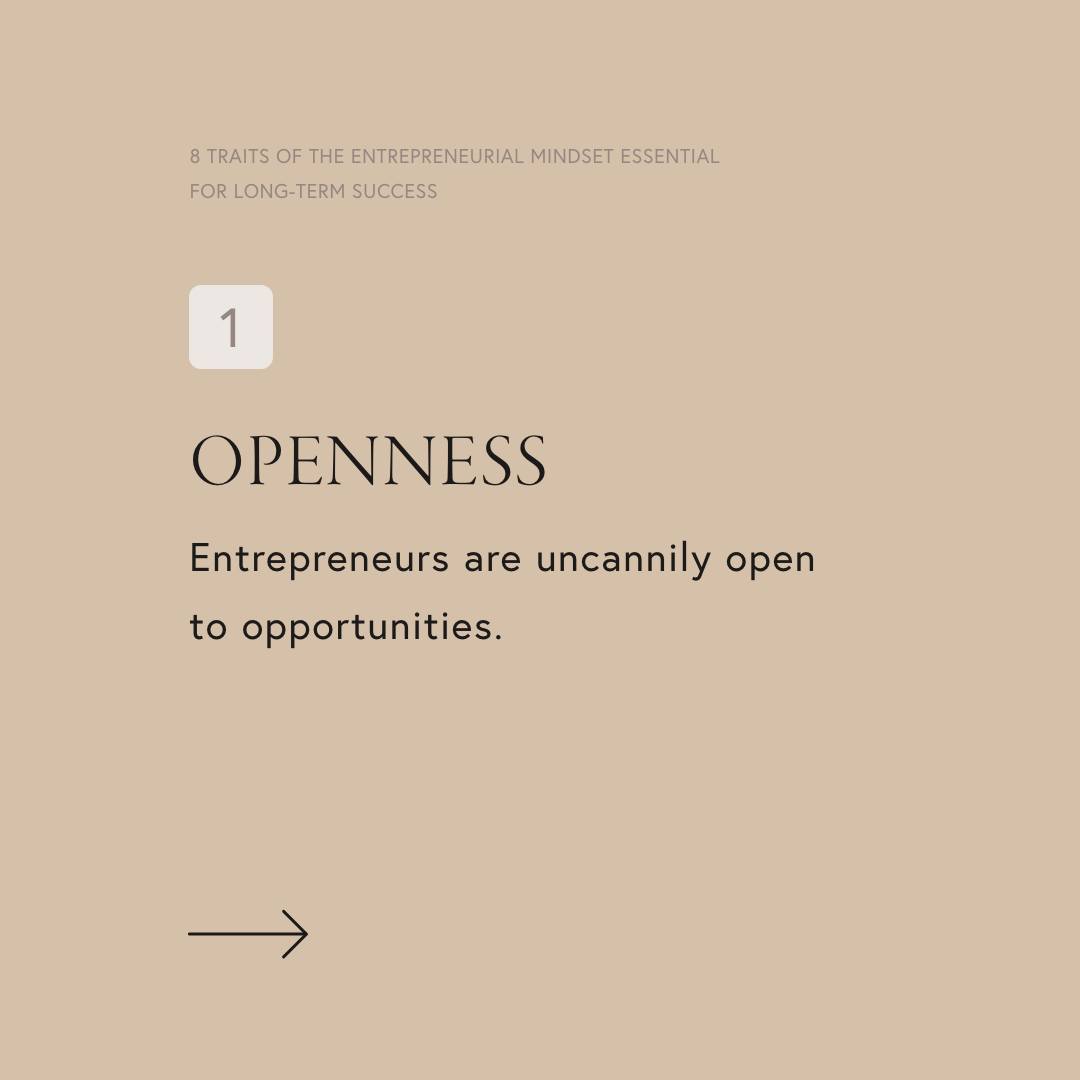 8 TRAITS OF THE ENTREPRENEURIAL MINDSET ESSENTIAL
FOR LONG-TERM SUCCESS
1
OPENNESS
Entrepreneurs are uncannily open
to opportunities.